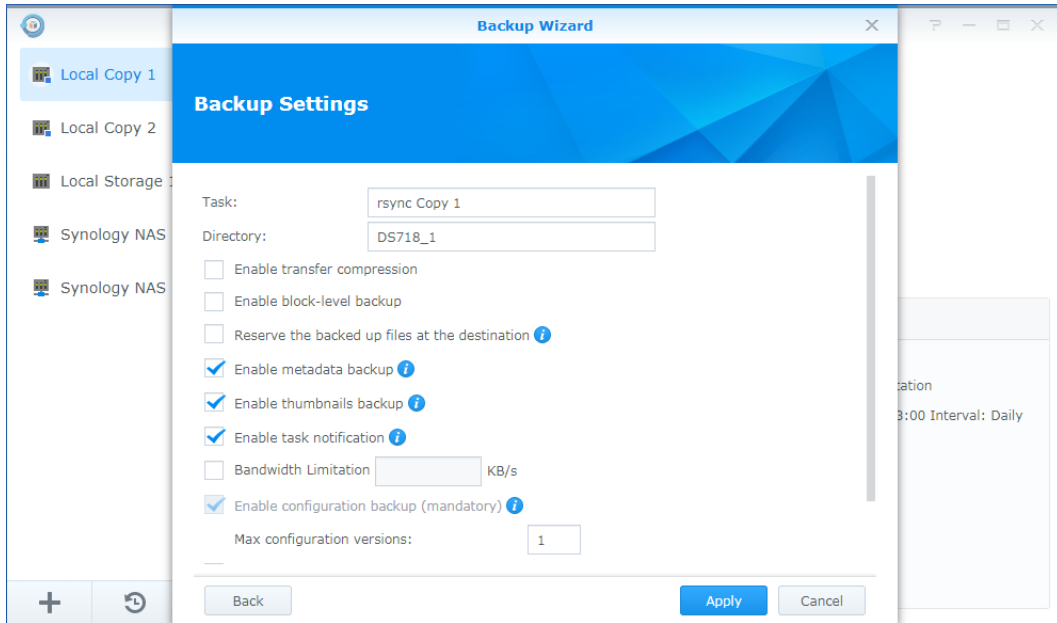 Backup Wizard
Local Copy 1
Local Copy 2
Local Storage
Synology NAS
Synology NAS
Backup Settings
Task: rsync Copy 1
Directory: DS718_1
Enable transfer compression
Enable block-level backup
Reserve the backed up files at the destination
Enable metadata backup
Enable thumbnails backup
Enable task notification
Bandwidth Limitation KB/s
Enable configuration backup (mandatory)
Max configuration versions: 1
Back Apply Cancel
3:00 Interval: Daily